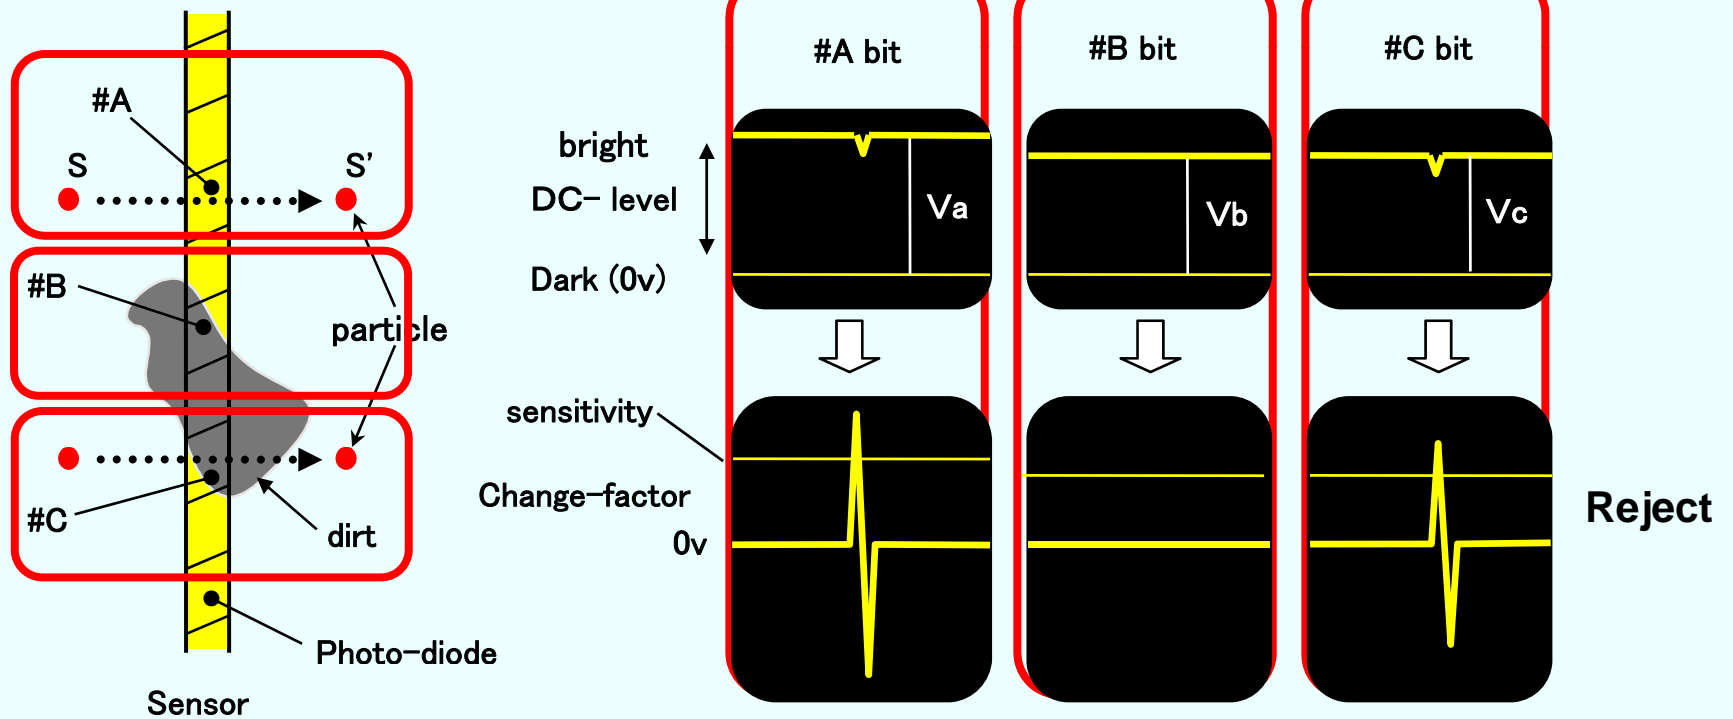 #A
S
S'
#B
particle
#C
dirt
Photo-diode
Sensor
#A bit
#B bit
#C bit
bright
DC- level
Dark (0v)
Va
Vb
Vc
sensitivity
Change-factor
0v
Reject